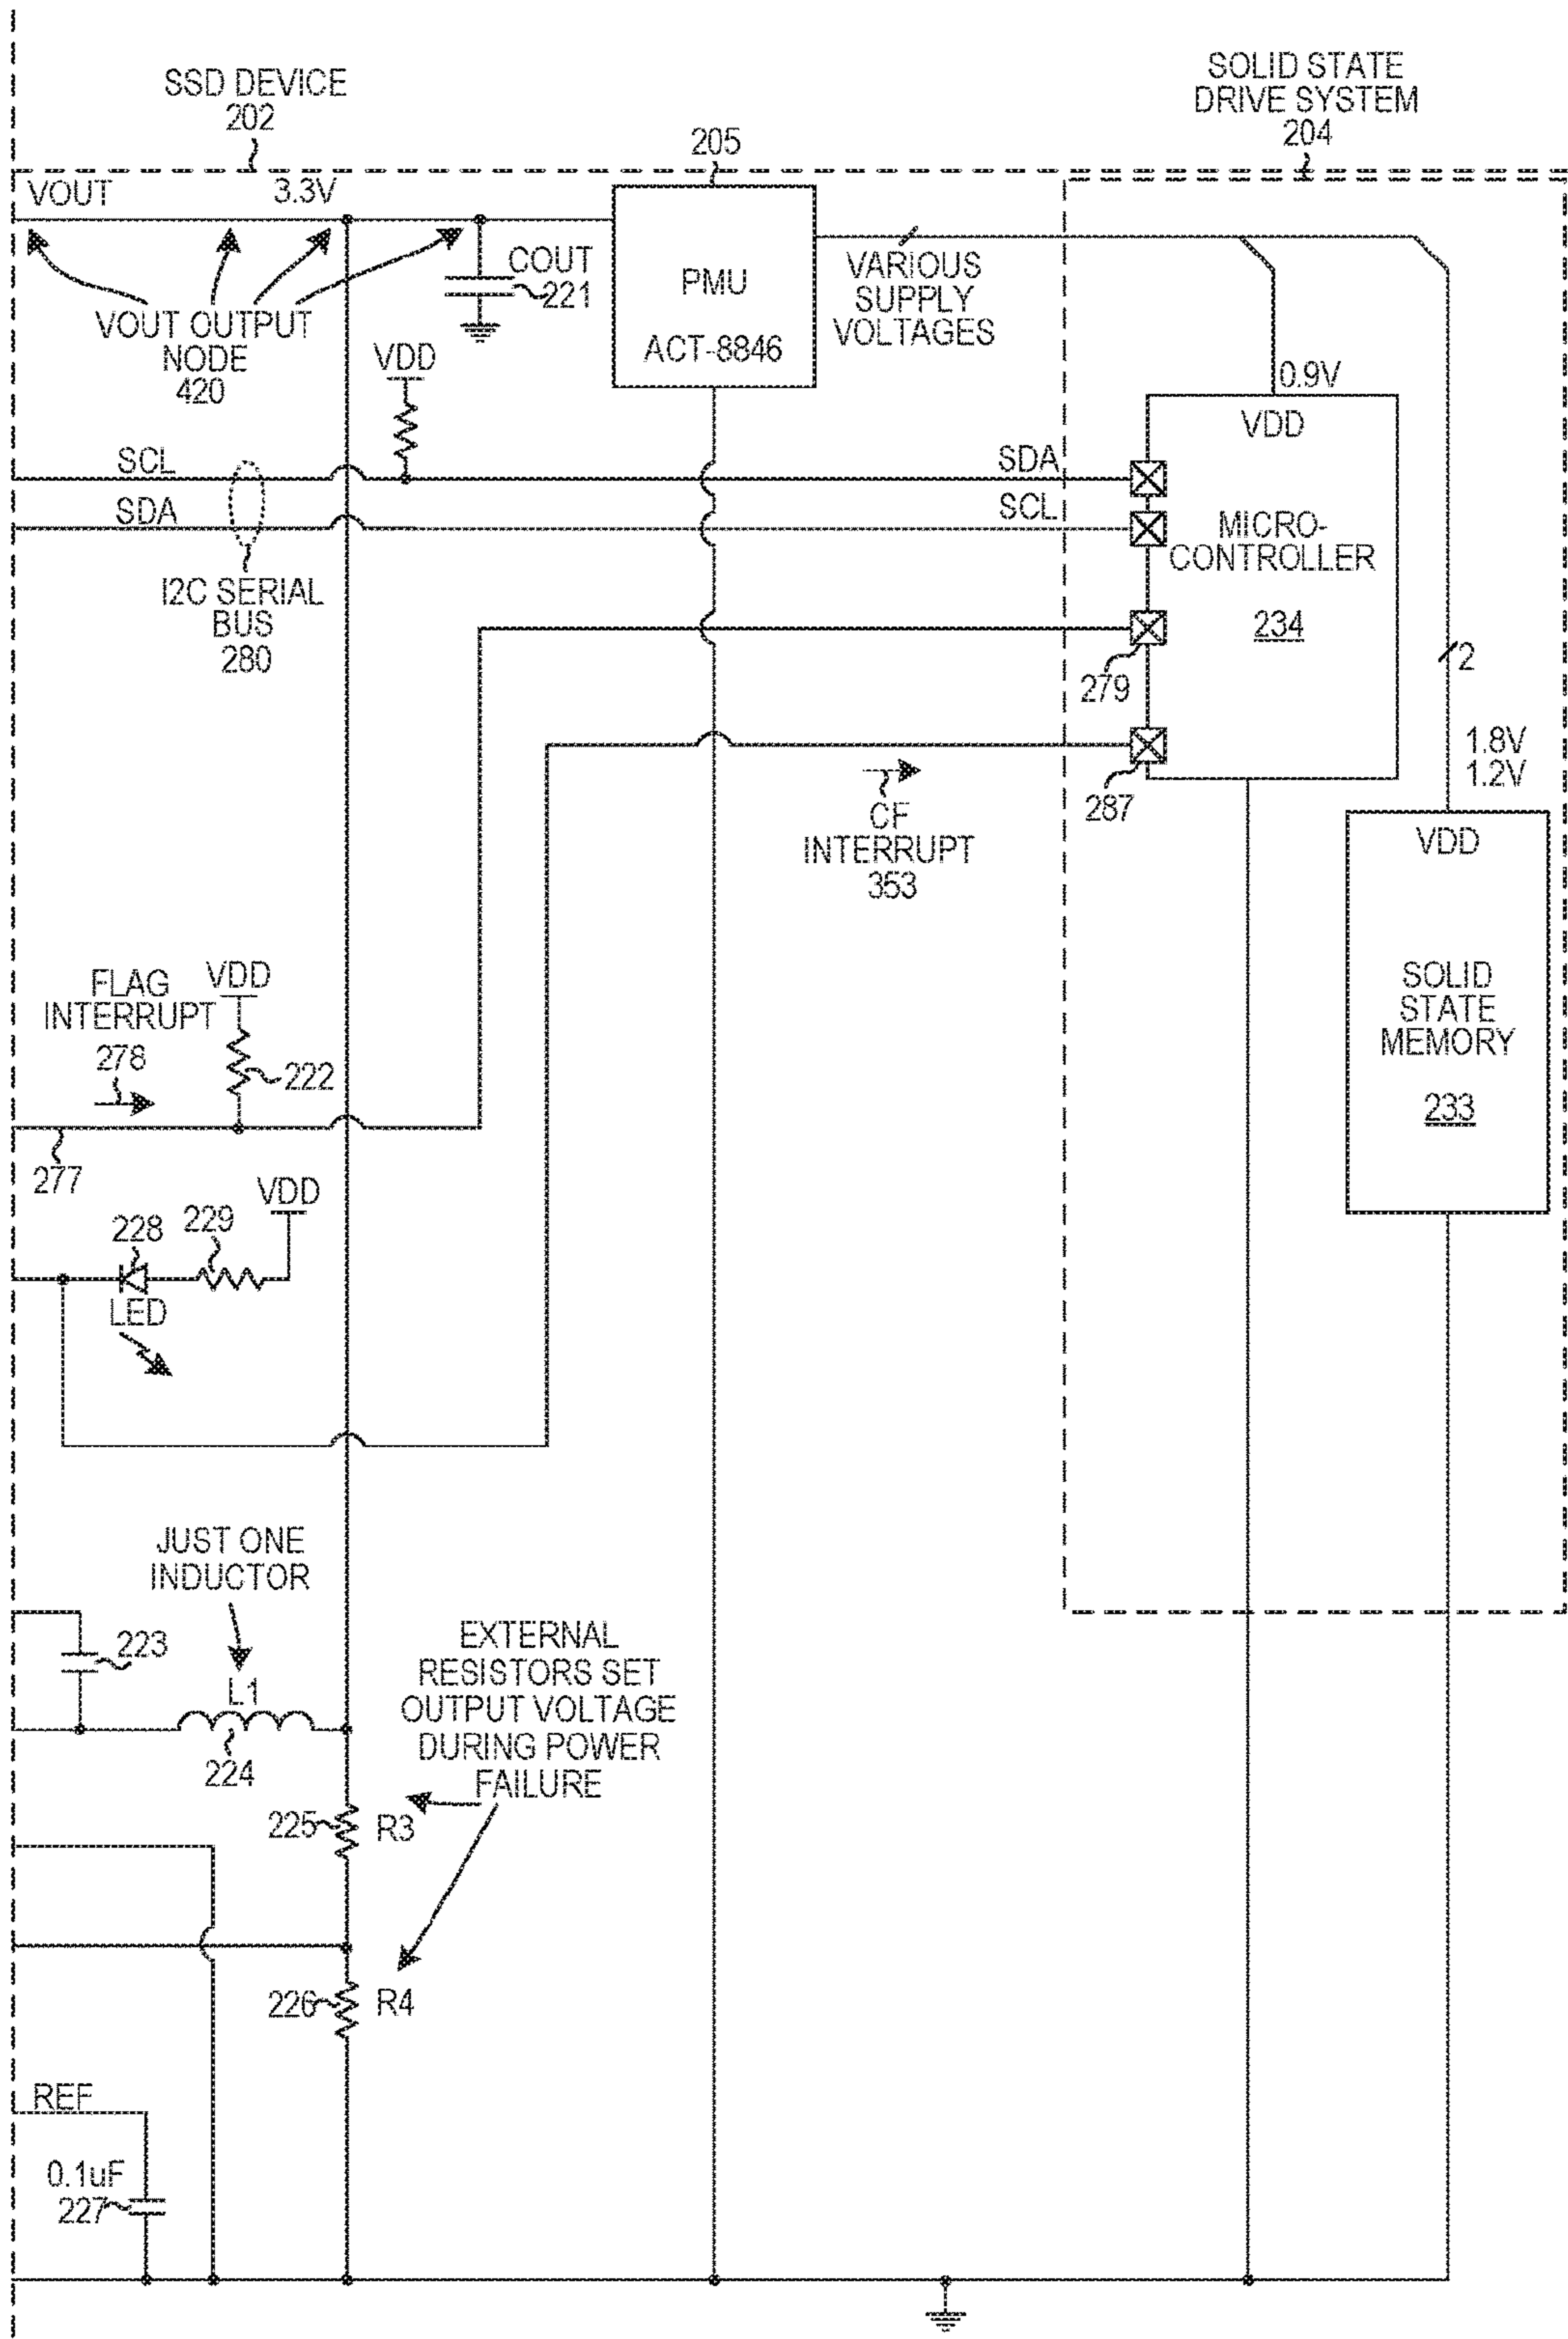 SSD DEVICE
202
SOLID STATE
DRIVE SYSTEM
204
205
VOUT
3.3V
COUT
221
PMU
ACT-8846
VARIOUS
SUPPLY
VOLTAGES
VOUT OUTPUT
NODE
420
VDD
0.9V
VDD
SCL
SDA
SDA
SCL
MICRO-
CONTROLLER
234
I2C SERIAL
BUS
280
279
2
287
1.8V
1.2V
CF
INTERRUPT
353
VDD
SOLID
STATE
MEMORY
233
FLAG
INTERRUPT
278
VDD
222
277
VDD
228
229
LED
JUST ONE
INDUCTOR
223
L1
224
EXTERNAL
RESISTORS SET
OUTPUT VOLTAGE
DURING POWER
FAILURE
225
R3
226
R4
REF
0.1uF
227